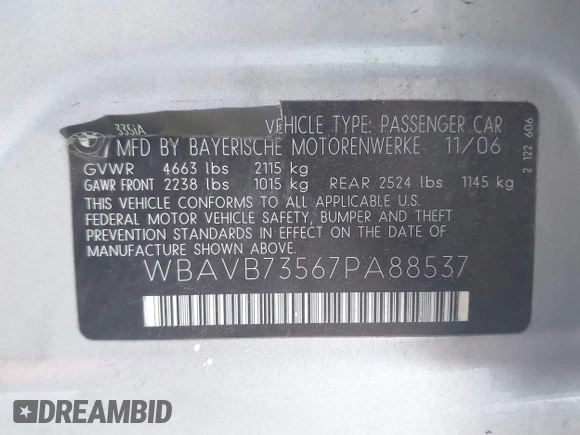 BMW
335iA
VEHICLE TYPE: PASSENGER CAR
MFD BY BAYERISCHE MOTORENWERKE 11/06
GVWR 4663 lbs 2115 kg
GAWR FRONT 2238 lbs 1015 kg REAR 2524 lbs 1145 kg
THIS VEHICLE CONFORMS TO ALL APPLICABLE U.S.
FEDERAL MOTOR VEHICLE SAFETY, BUMPER AND THEFT
PREVENTION STANDARDS IN EFFECT ON THE DATE OF
MANUFACTURE SHOWN ABOVE.
WBAVB73567PA88537
2 122 606
DREAMBID